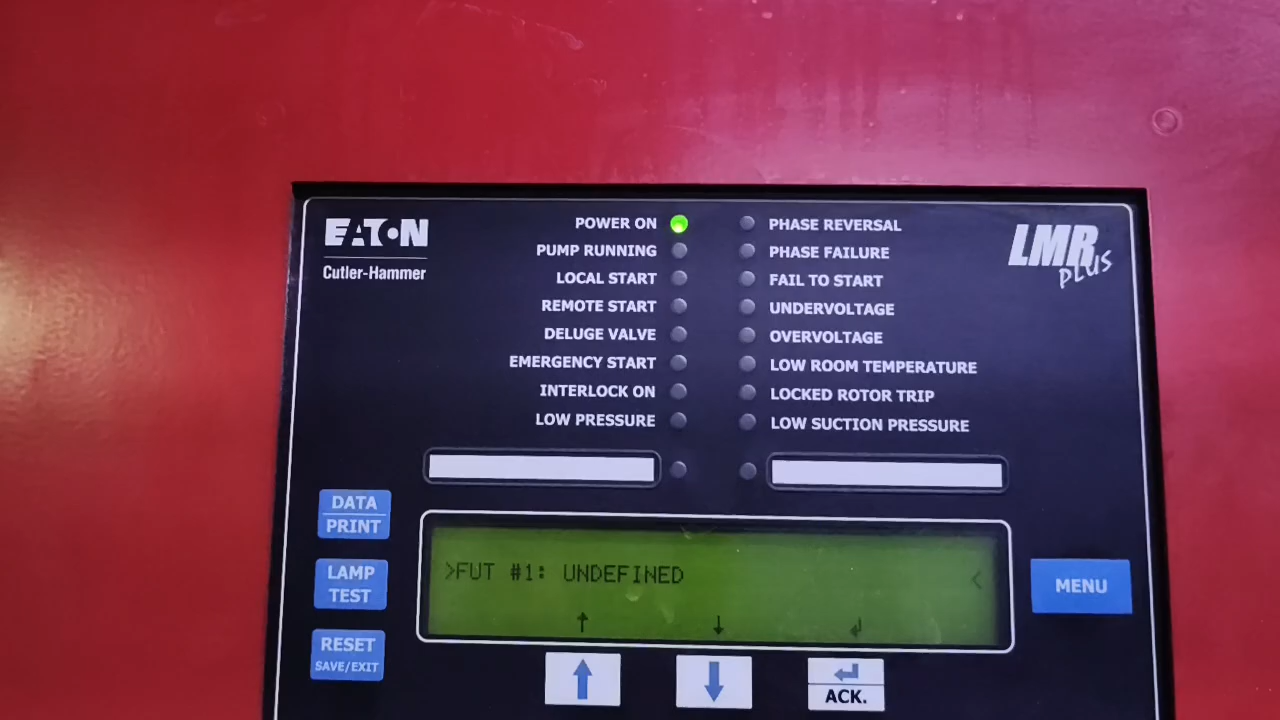 EATON
Cutler-Hammer
LMR
PLUS
POWER ON
PUMP RUNNING
LOCAL START
REMOTE START
DELUGE VALVE
EMERGENCY START
INTERLOCK ON
LOW PRESSURE
PHASE REVERSAL
PHASE FAILURE
FAIL TO START
UNDERVOLTAGE
OVERVOLTAGE
LOW ROOM TEMPERATURE
LOCKED ROTOR TRIP
LOW SUCTION PRESSURE
DATA
PRINT
LAMP
TEST
RESET
SAVE/EXIT
>FUT #1: UNDEFINED <
↑ ↓ ↲
MENU
↑ ↓ ↲
ACK.